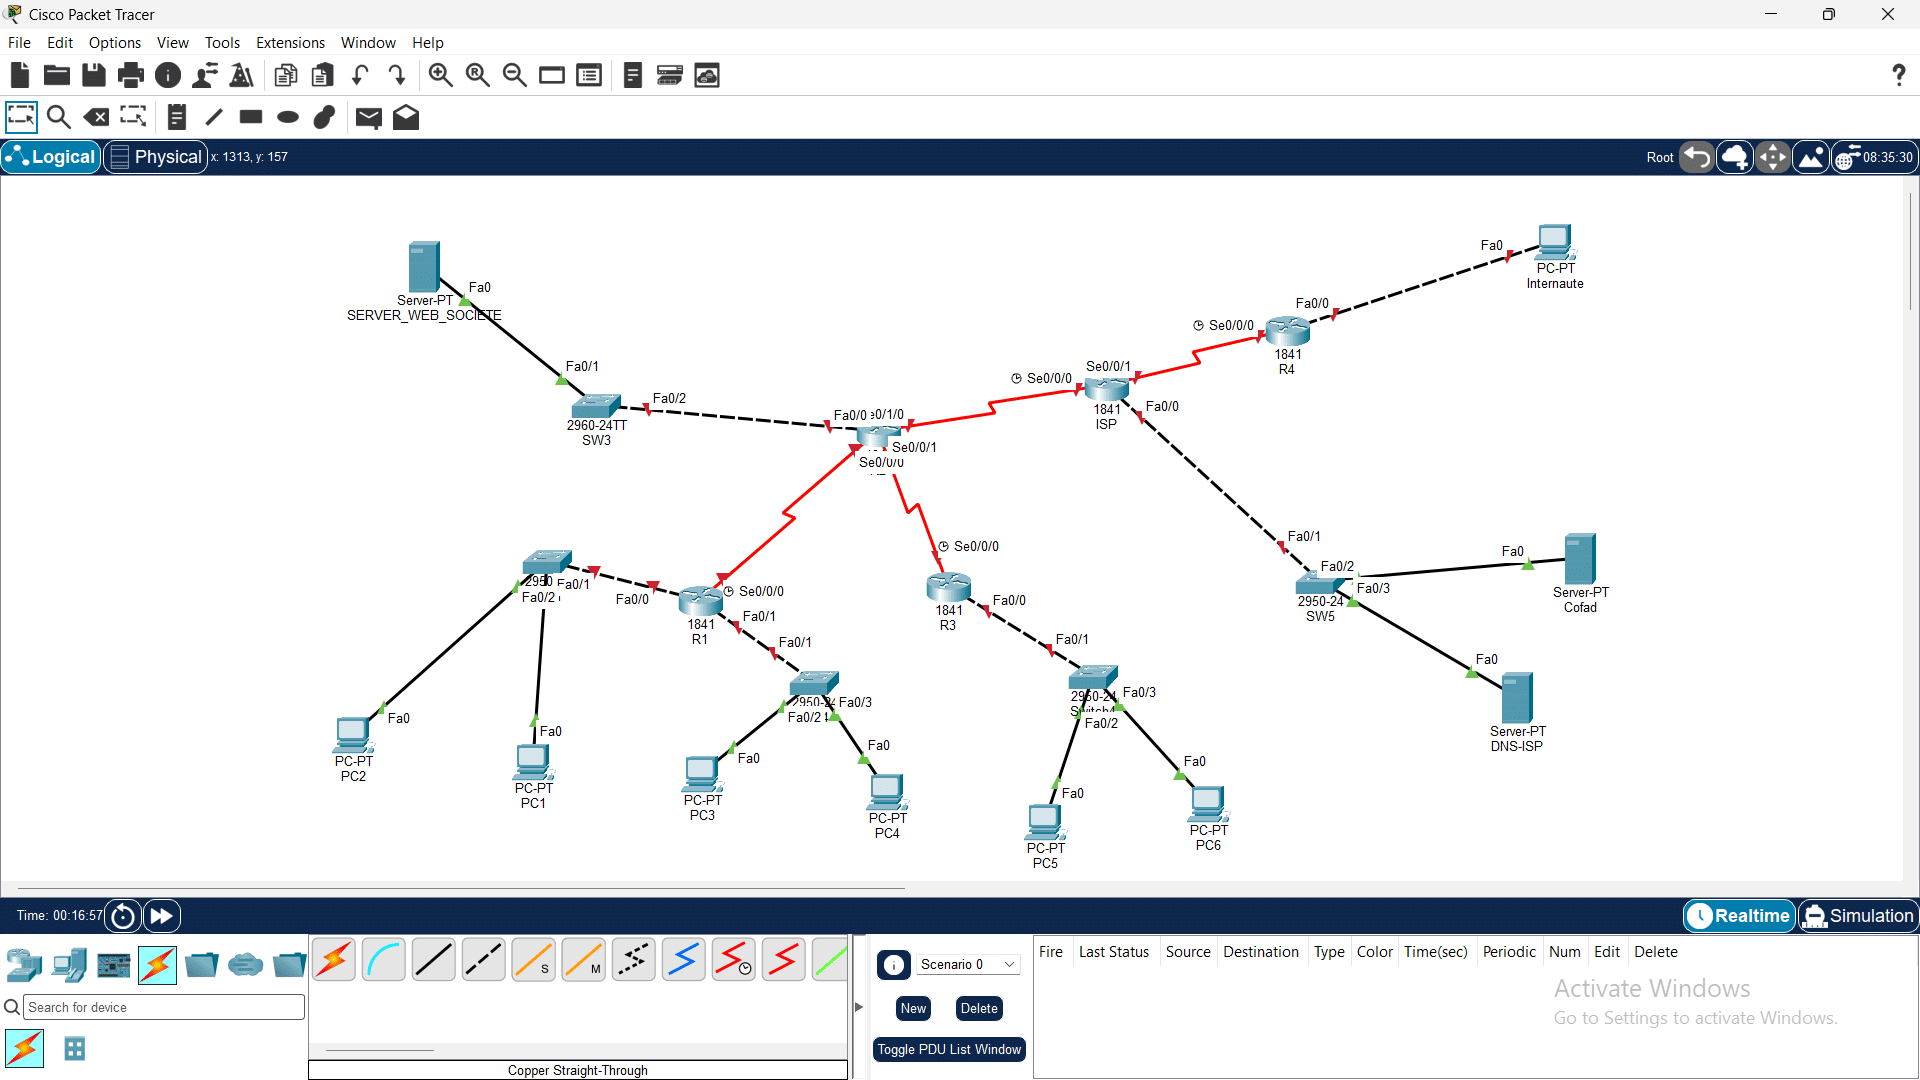 Cisco Packet Tracer
File Edit Options View Tools Extensions Window Help
Logical Physical x: 1313, y: 157
Root 08:35:30
Fa0
Server-PT
SERVER_WEB_SOCIETE
Fa0/1
Fa0/2
2960-24TT
SW3
Fa0/0
Se0/0/1
Se0/0/0
Se0/0/0
Se0/0/1
1841
ISP
Fa0/0
Se0/0/0
Fa0/0
1841
R4
Fa0
PC-PT
Internaute
Fa0/1
Fa0/2
Fa0/3
2950-24
SW5
Fa0
Server-PT
Cofad
Fa0
Server-PT
DNS-ISP
Fa0/1
Fa0/2
Fa0/0
Se0/0/0
1841
R1
Fa0/1
Fa0/1
Fa0/2
Fa0/3
Se0/0/0
1841
R3
Fa0/0
Fa0/1
2950-24
Switch4
Fa0/3
Fa0/2
Fa0
PC-PT
PC2
Fa0
PC-PT
PC1
Fa0
PC-PT
PC3
Fa0
PC-PT
PC4
Fa0
PC-PT
PC5
Fa0
PC-PT
PC6
Time: 00:16:57
Realtime Simulation
Search for device
S
M
Copper Straight-Through
Scenario 0
New Delete
Toggle PDU List Window
Fire Last Status Source Destination Type Color Time(sec) Periodic Num Edit Delete
Activate Windows
Go to Settings to activate Windows.